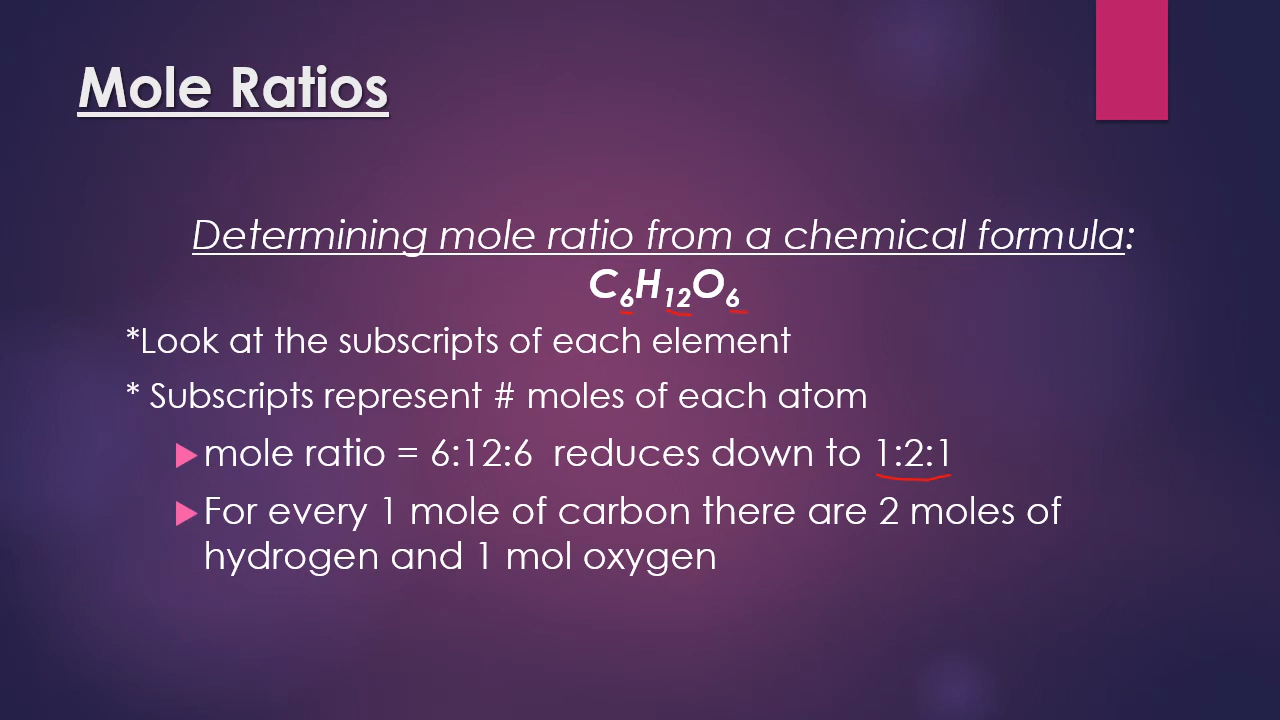 Mole Ratios
Determining mole ratio from a chemical formula:
C₆H₁₂O₆
*Look at the subscripts of each element
* Subscripts represent # moles of each atom
mole ratio = 6:12:6 reduces down to 1:2:1
For every 1 mole of carbon there are 2 moles of
hydrogen and 1 mol oxygen